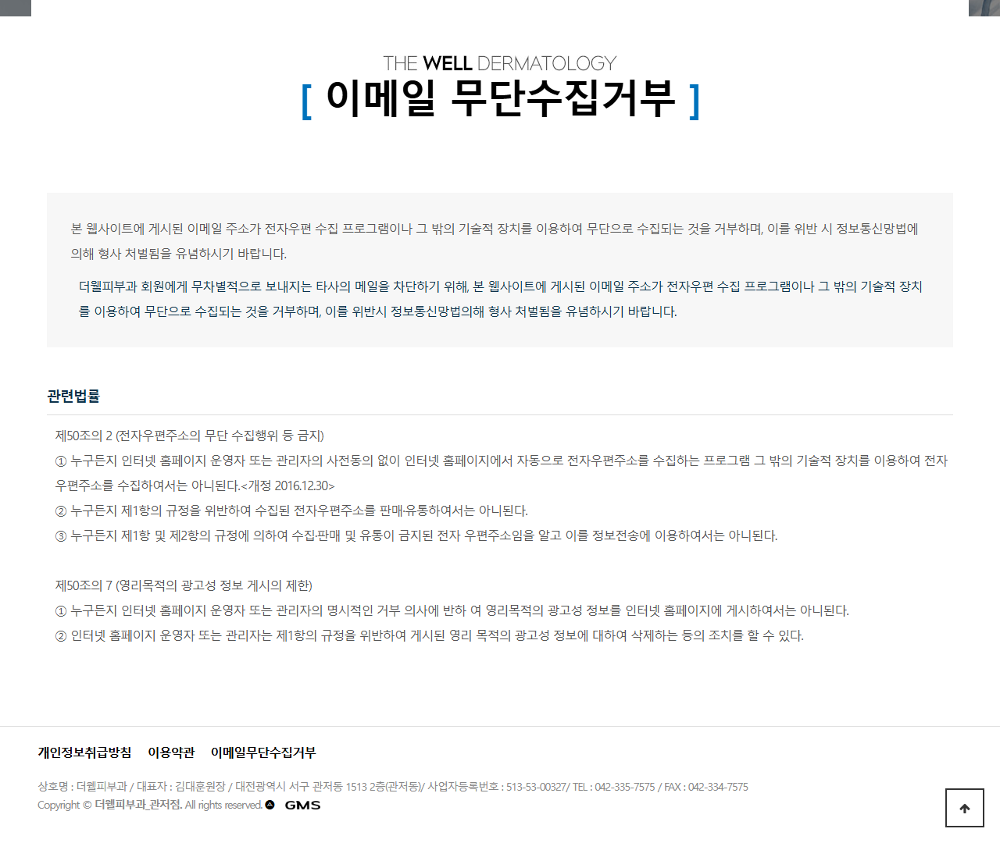 THE WELL DERMATOLOGY
[ 이메일 무단수집거부 ]
본 웹사이트에 게시된 이메일 주소가 전자우편 수집 프로그램이나 그 밖의 기술적 장치를 이용하여 무단으로 수집되는 것을 거부하며, 이를 위반 시 정보통신망법에
의해 형사 처벌됨을 유념하시기 바랍니다.
더웰피부과 회원에게 무차별적으로 보내지는 타사의 메일을 차단하기 위해, 본 웹사이트에 게시된 이메일 주소가 전자우편 수집 프로그램이나 그 밖의 기술적 장치
를 이용하여 무단으로 수집되는 것을 거부하며, 이를 위반시 정보통신망법의해 형사 처벌됨을 유념하시기 바랍니다.
관련법률
제50조의 2 (전자우편주소의 무단 수집행위 등 금지)
① 누구든지 인터넷 홈페이지 운영자 또는 관리자의 사전동의 없이 인터넷 홈페이지에서 자동으로 전자우편주소를 수집하는 프로그램 그 밖의 기술적 장치를 이용하여 전자
우편주소를 수집하여서는 아니된다.<개정 2016.12.30>
② 누구든지 제1항의 규정을 위반하여 수집된 전자우편주소를 판매·유통하여서는 아니된다.
③ 누구든지 제1항 및 제2항의 규정에 의하여 수집·판매 및 유통이 금지된 전자 우편주소임을 알고 이를 정보전송에 이용하여서는 아니된다.
제50조의 7 (영리목적의 광고성 정보 게시의 제한)
① 누구든지 인터넷 홈페이지 운영자 또는 관리자의 명시적인 거부 의사에 반하 여 영리목적의 광고성 정보를 인터넷 홈페이지에 게시하여서는 아니된다.
② 인터넷 홈페이지 운영자 또는 관리자는 제1항의 규정을 위반하여 게시된 영리 목적의 광고성 정보에 대하여 삭제하는 등의 조치를 할 수 있다.
개인정보취급방침 이용약관 이메일무단수집거부
상호명 : 더웰피부과 / 대표자 : 김대훈원장 / 대전광역시 서구 관저동 1513 2층(관저동)/ 사업자등록번호 : 513-53-00327/ TEL : 042-335-7575 / FAX : 042-334-7575
Copyright © 더웰피부과_관저점. All rights reserved. GMS